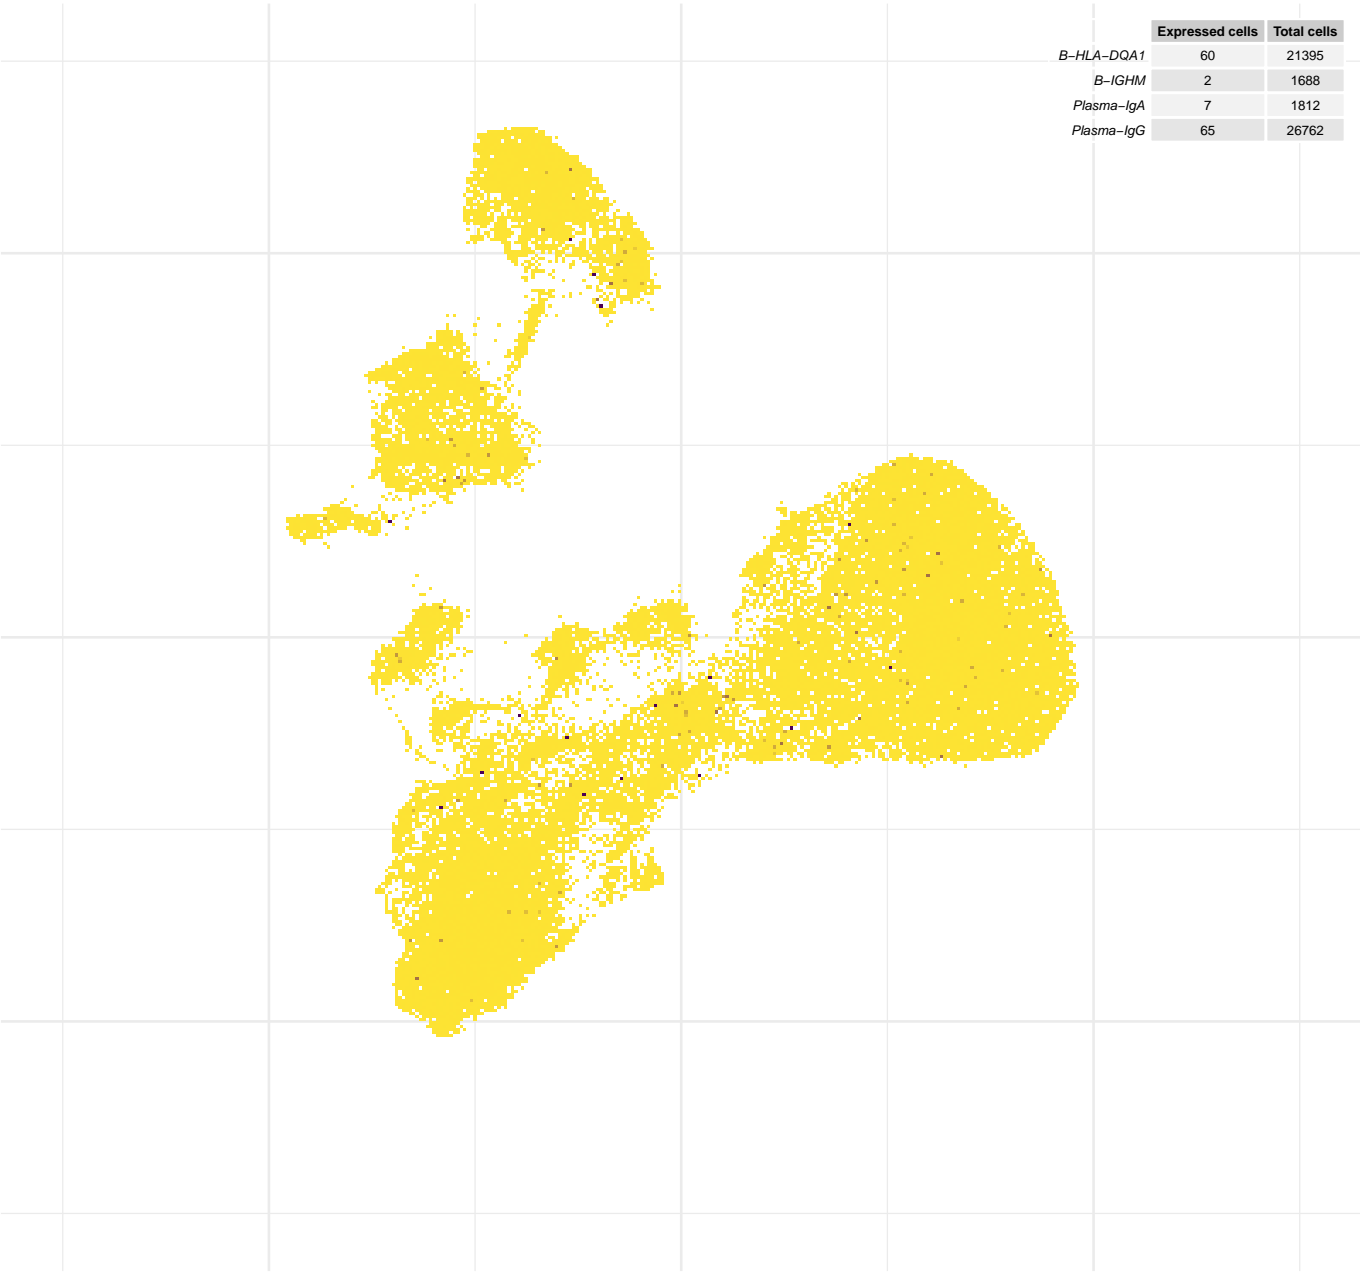 Expressed cells Total cells
B−HLA−DQA1 60 21395
B−IGHM 2 1688
Plasma−IgA 7 1812
Plasma−IgG 65 26762